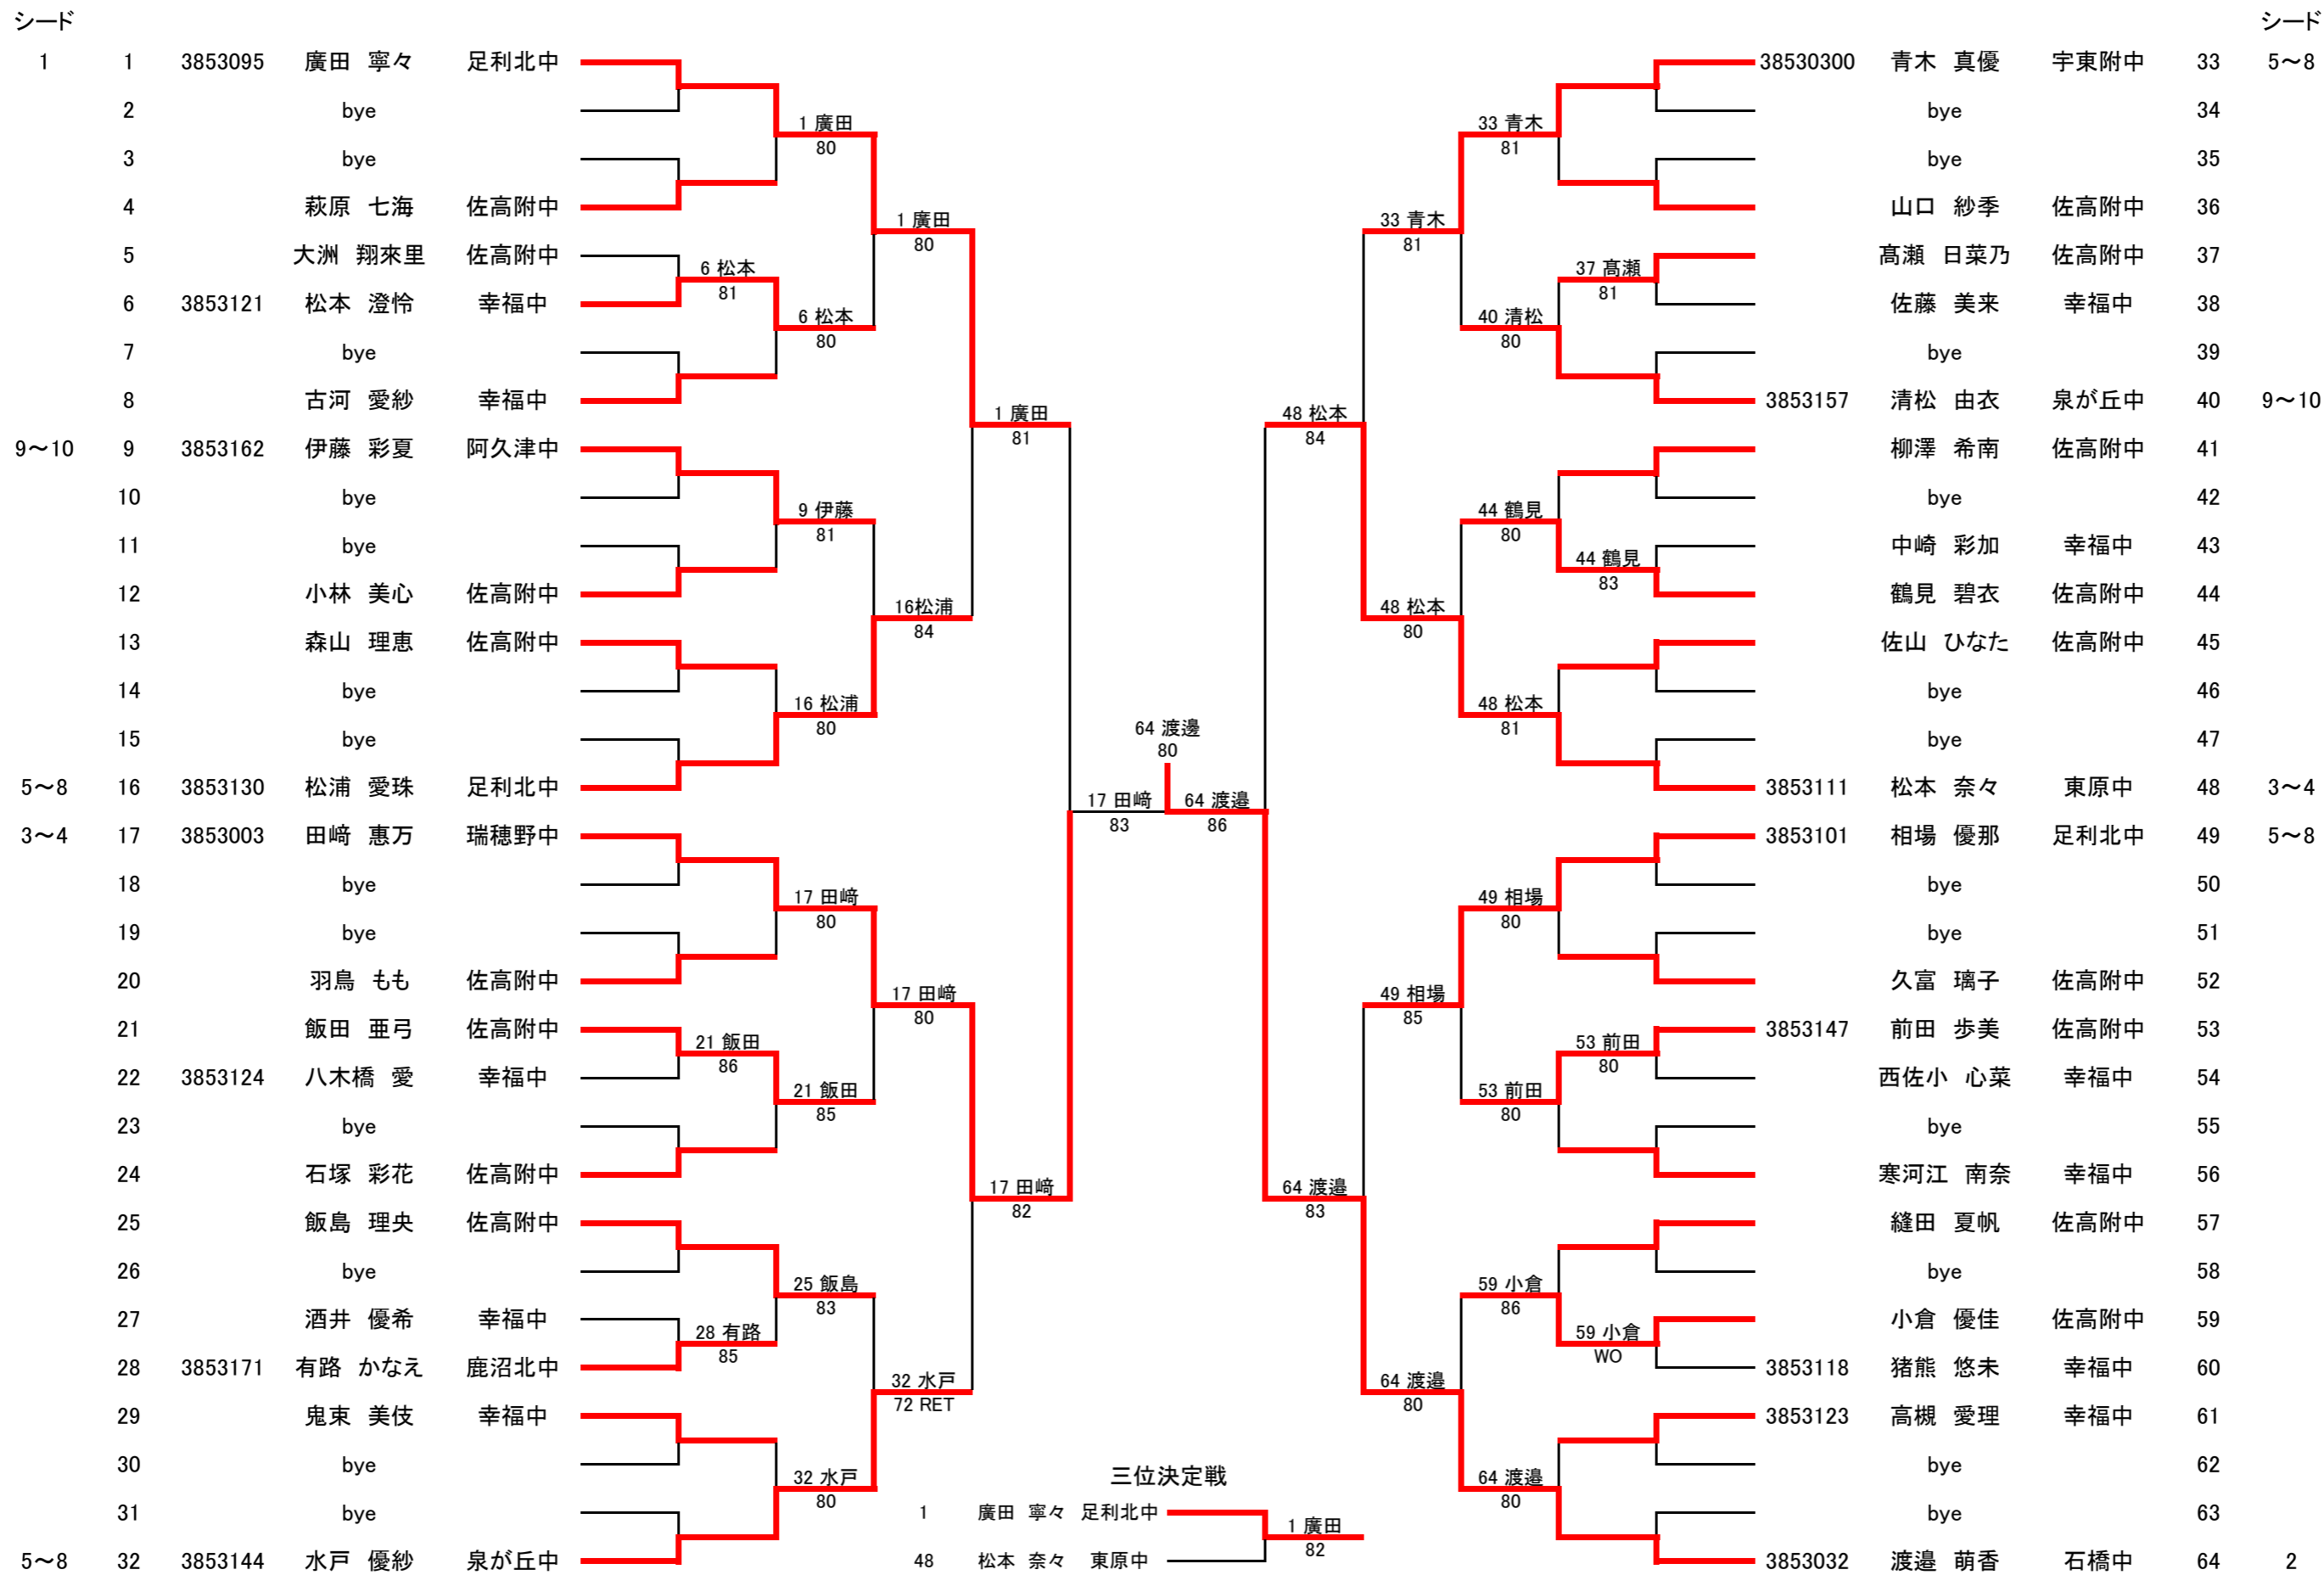 シード シード
1 1 3853095 廣田 寧々 足利北中 38530300 青木 真優 宇東附中 33 5～8
2 bye bye 34
1 廣田 33 青木
80 81
3 bye bye 35
4 萩原 七海 佐高附中 山口 紗季 佐高附中 36
1 廣田 33 青木
80 81
5 大洲 翔來里 佐高附中 髙瀬 日菜乃 佐高附中 37
6 松本 37 髙瀬
81 81
6 3853121 松本 澄怜 幸福中 佐藤 美来 幸福中 38
6 松本 40 清松
80 80
7 bye bye 39
8 古河 愛紗 幸福中 3853157 清松 由衣 泉が丘中 40 9～10
1 廣田 48 松本
81 84
9～10 9 3853162 伊藤 彩夏 阿久津中 柳澤 希南 佐高附中 41
10 bye bye 42
9 伊藤 44 鶴見
81 80
11 bye 中崎 彩加 幸福中 43
44 鶴見
83
12 小林 美心 佐高附中 鶴見 碧衣 佐高附中 44
16松浦 48 松本
84 80
13 森山 理恵 佐高附中 佐山 ひなた 佐高附中 45
14 bye bye 46
16 松浦 48 松本
80 81
15 bye bye 47
64 渡邊
80
5～8 16 3853130 松浦 愛珠 足利北中 3853111 松本 奈々 東原中 48 3～4
17 田﨑 64 渡邉
83 86
3～4 17 3853003 田﨑 惠万 瑞穂野中 3853101 相場 優那 足利北中 49 5～8
18 bye bye 50
17 田﨑 49 相場
80 80
19 bye bye 51
20 羽鳥 もも 佐高附中 久富 璃子 佐高附中 52
17 田﨑 49 相場
80 85
21 飯田 亜弓 佐高附中 3853147 前田 歩美 佐高附中 53
21 飯田 53 前田
86 80
22 3853124 八木橋 愛 幸福中 西佐小 心菜 幸福中 54
21 飯田 53 前田
85 80
23 bye bye 55
24 石塚 彩花 佐高附中 寒河江 南奈 幸福中 56
17 田﨑 64 渡邉
82 83
25 飯島 理央 佐高附中 縫田 夏帆 佐高附中 57
26 bye bye 58
25 飯島 59 小倉
83 86
27 酒井 優希 幸福中 小倉 優佳 佐高附中 59
28 有路 59 小倉
85 WO
28 3853171 有路 かなえ 鹿沼北中 3853118 猪熊 悠未 幸福中 60
32 水戸 64 渡邉
72 RET 80
29 鬼束 美伎 幸福中 3853123 高槻 愛理 幸福中 61
30 bye bye 62
32 水戸 64 渡邉
80 80
三位決定戦
31 bye bye 63
1 廣田 寧々 足利北中
1 廣田
82
48 松本 奈々 東原中
5～8 32 3853144 水戸 優紗 泉が丘中 3853032 渡邉 萌香 石橋中 64 2